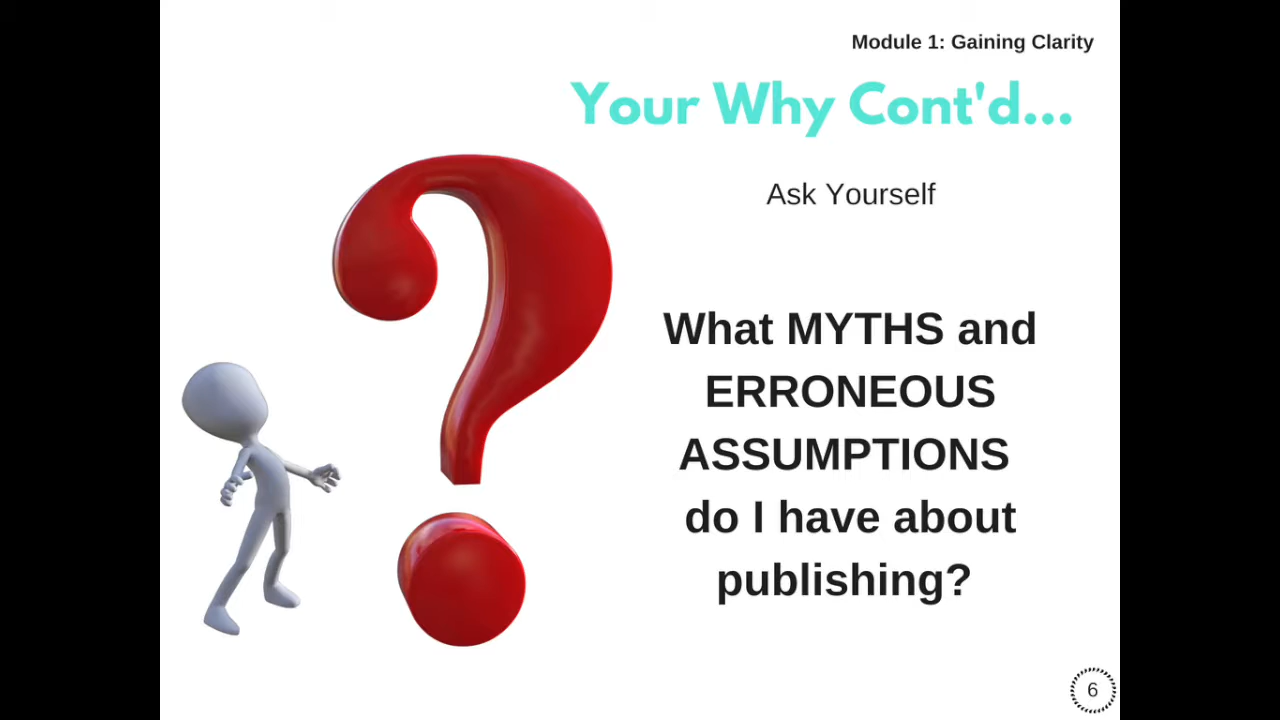 Module 1: Gaining Clarity
Your Why Cont'd...
Ask Yourself
What MYTHS and
ERRONEOUS
ASSUMPTIONS
do I have about
publishing?
6